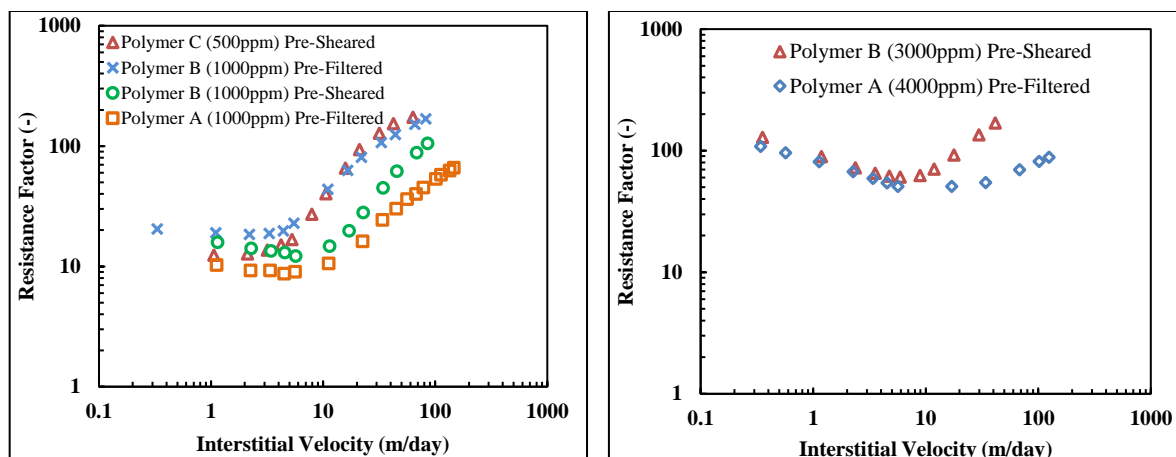 1000
100
10
1
0.1
1
10
100
1000
Resistance Factor (-)
Interstitial Velocity (m/day)
Polymer C (500ppm) Pre-Sheared
Polymer B (1000ppm) Pre-Filtered
Polymer B (1000ppm) Pre-Sheared
Polymer A (1000ppm) Pre-Filtered
1000
100
10
1
0.1
1
10
100
1000
Resistance Factor (-)
Interstitial Velocity (m/day)
Polymer B (3000ppm) Pre-Sheared
Polymer A (4000ppm) Pre-Filtered